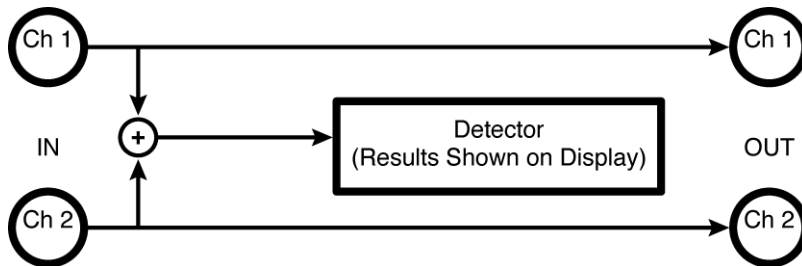 Ch 1
Ch 1
+
IN
Detector
(Results Shown on Display)
OUT
Ch 2
Ch 2